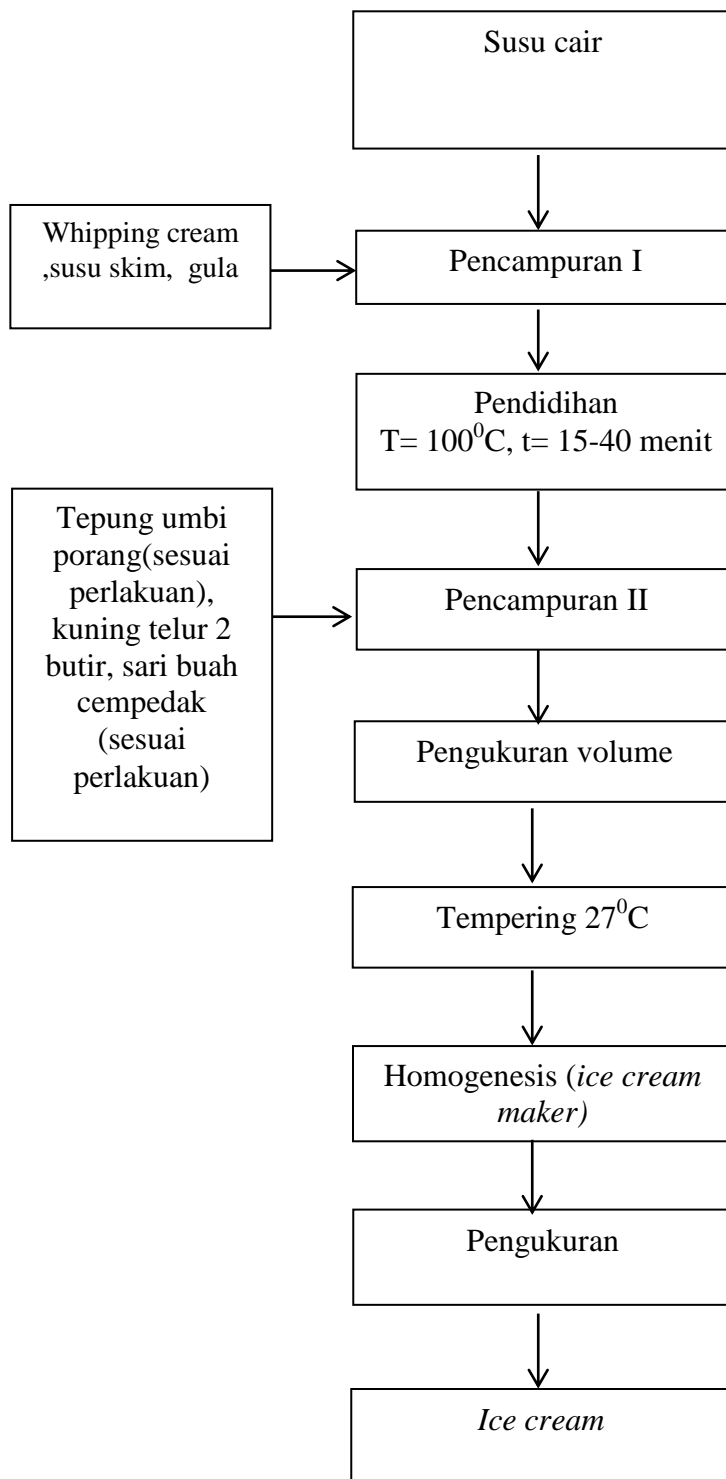 Susu cair
Whipping cream
,susu skim,  gula
Pencampuran I
Pendidihan
T= 100⁰C, t= 15-40 menit
Tepung umbi
porang(sesuai
perlakuan),
kuning telur 2
butir, sari buah
cempedak
(sesuai
perlakuan)
Pencampuran II
Pengukuran volume
Tempering 27⁰C
Homogenesis (ice cream
maker)
Pengukuran
Ice cream